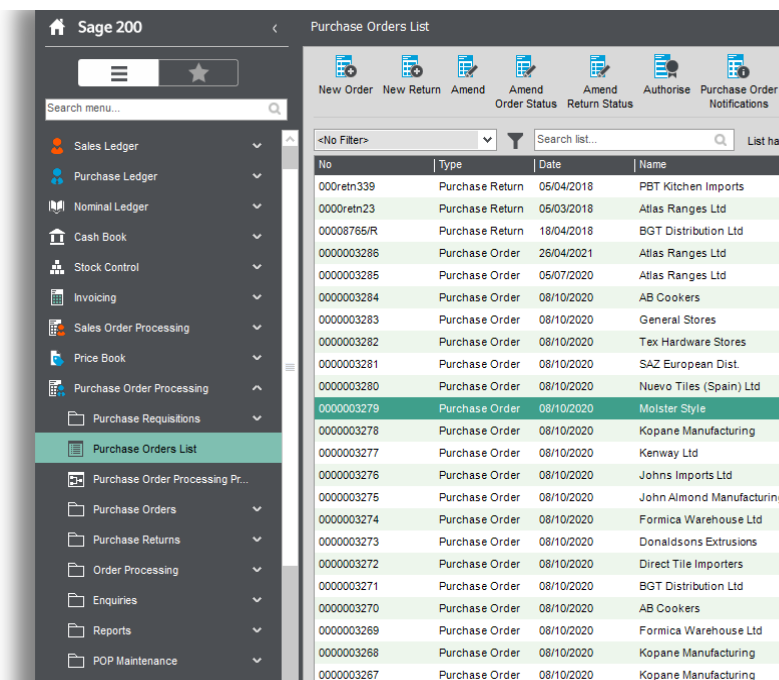 Sage 200
Purchase Orders List
New Order New Return Amend Amend Order Status Amend Return Status Authorise Purchase Order Notifications
Search menu...
<No Filter> Search list... List ha
Sales Ledger
Purchase Ledger
Nominal Ledger
Cash Book
Stock Control
Invoicing
Sales Order Processing
Price Book
Purchase Order Processing
Purchase Requisitions
Purchase Orders List
Purchase Order Processing Pr...
Purchase Orders
Purchase Returns
Order Processing
Enquiries
Reports
POP Maintenance
No Type Date Name
000retn339 Purchase Return 05/04/2018 PBT Kitchen Imports
0000retn23 Purchase Return 05/03/2018 Atlas Ranges Ltd
00008765/R Purchase Return 18/04/2018 BGT Distribution Ltd
0000003286 Purchase Order 26/04/2021 Atlas Ranges Ltd
0000003285 Purchase Order 05/07/2020 Atlas Ranges Ltd
0000003284 Purchase Order 08/10/2020 AB Cookers
0000003283 Purchase Order 08/10/2020 General Stores
0000003282 Purchase Order 08/10/2020 Tex Hardware Stores
0000003281 Purchase Order 08/10/2020 SAZ European Dist.
0000003280 Purchase Order 08/10/2020 Nuevo Tiles (Spain) Ltd
0000003279 Purchase Order 08/10/2020 Molster Style
0000003278 Purchase Order 08/10/2020 Kopane Manufacturing
0000003277 Purchase Order 08/10/2020 Kenway Ltd
0000003276 Purchase Order 08/10/2020 Johns Imports Ltd
0000003275 Purchase Order 08/10/2020 John Almond Manufacturing
0000003274 Purchase Order 08/10/2020 Formica Warehouse Ltd
0000003273 Purchase Order 08/10/2020 Donaldsons Extrusions
0000003272 Purchase Order 08/10/2020 Direct Tile Importers
0000003271 Purchase Order 08/10/2020 BGT Distribution Ltd
0000003270 Purchase Order 08/10/2020 AB Cookers
0000003269 Purchase Order 08/10/2020 Formica Warehouse Ltd
0000003268 Purchase Order 08/10/2020 Kopane Manufacturing
0000003267 Purchase Order 08/10/2020 Kopane Manufacturing